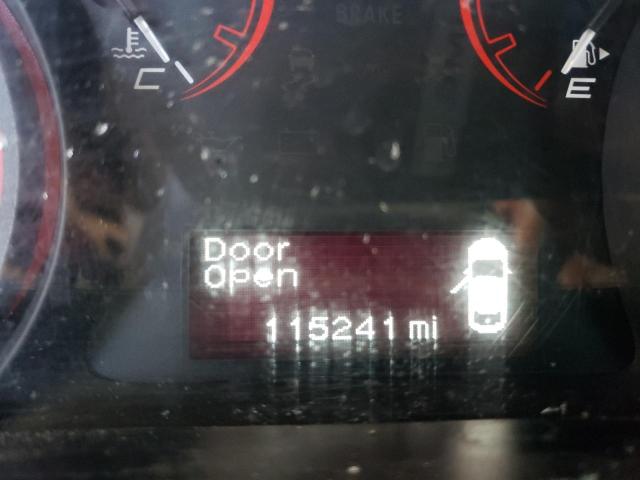 BRAKE
C
E
Door
Open
115241 mi